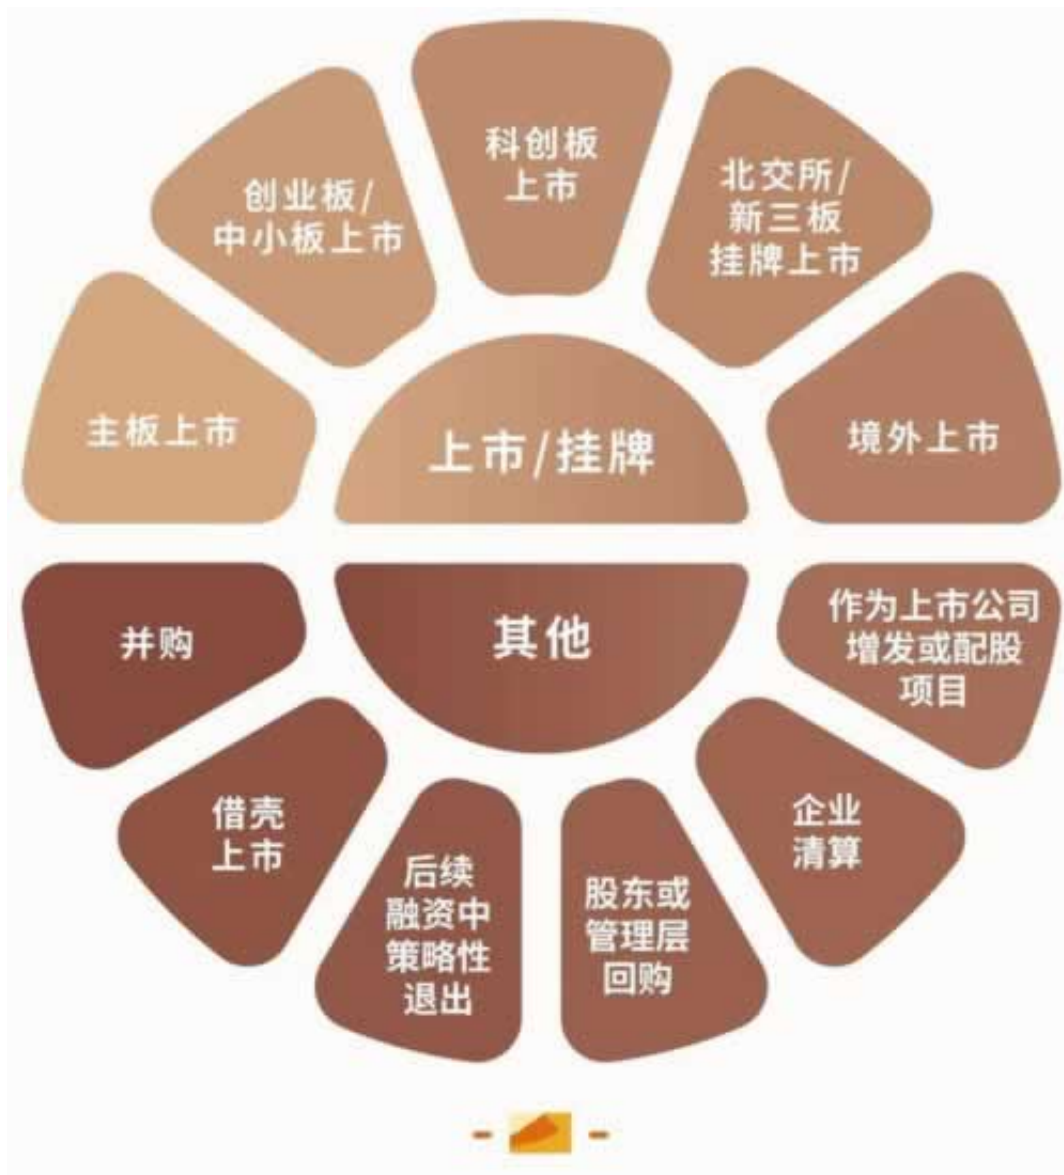 科创板
上市
创业板/
中小板上市
北交所/
新三板
挂牌上市
主板上市
上市/挂牌
境外上市
并购
其他
作为上市公司
增发或配股
项目
借壳
上市
后续
融资中
策略性
退出
股东或
管理层
回购
企业
清算